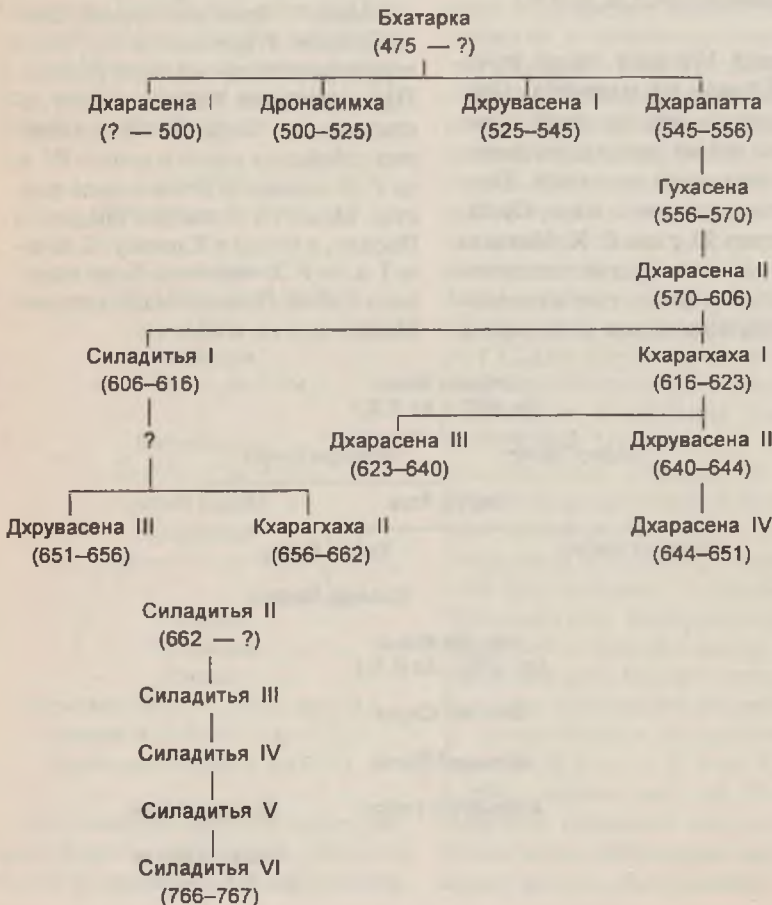 Бхатарка
(475 — ?)
Дхарасена I Дронасимха Дхрувасена I Дхарапатта
(? — 500) (500–525) (525–545) (545–556)
Гухасена
(556–570)
Дхарасена II
(570–606)
Силадитья I Кхарагхаха I
(606–616) (616–623)
? Дхарасена III Дхрувасена II
(623–640) (640–644)
Дхрувасена III Кхарагхаха II Дхарасена IV
(651–656) (656–662) (644–651)
Силадитья II
(662 — ?)
Силадитья III
Силадитья IV
Силадитья V
Силадитья VI
(766–767)